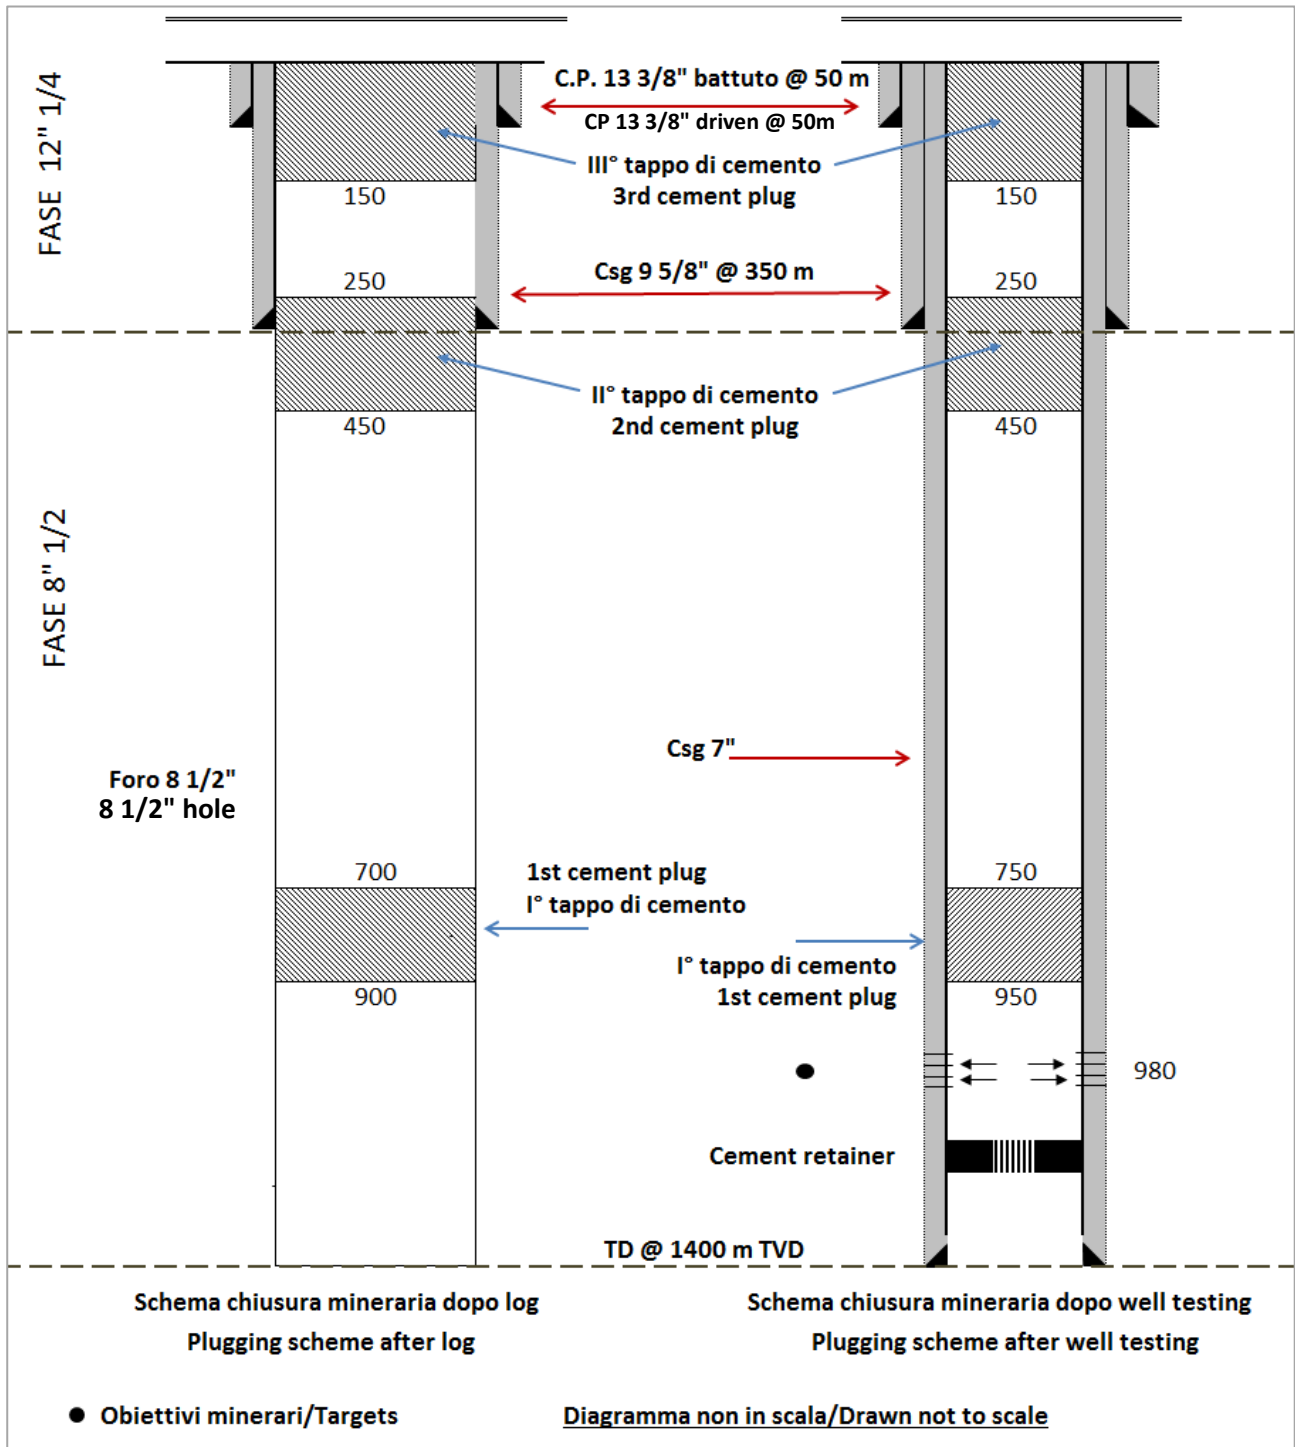 FASE 12" 1/4
C.P. 13 3/8" battuto @ 50 m
CP 13 3/8" driven @ 50m
III° tappo di cemento
3rd cement plug
150
150
250
Csg 9 5/8" @ 350 m
250
II° tappo di cemento
2nd cement plug
450
450
FASE 8" 1/2
Csg 7"
Foro 8 1/2"
8 1/2" hole
700
1st cement plug
I° tappo di cemento
750
900
I° tappo di cemento
1st cement plug
950
980
Cement retainer
TD @ 1400 m TVD
Schema chiusura mineraria dopo log
Plugging scheme after log
Schema chiusura mineraria dopo well testing
Plugging scheme after well testing
Obiettivi minerari/Targets
Diagramma non in scala/Drawn not to scale